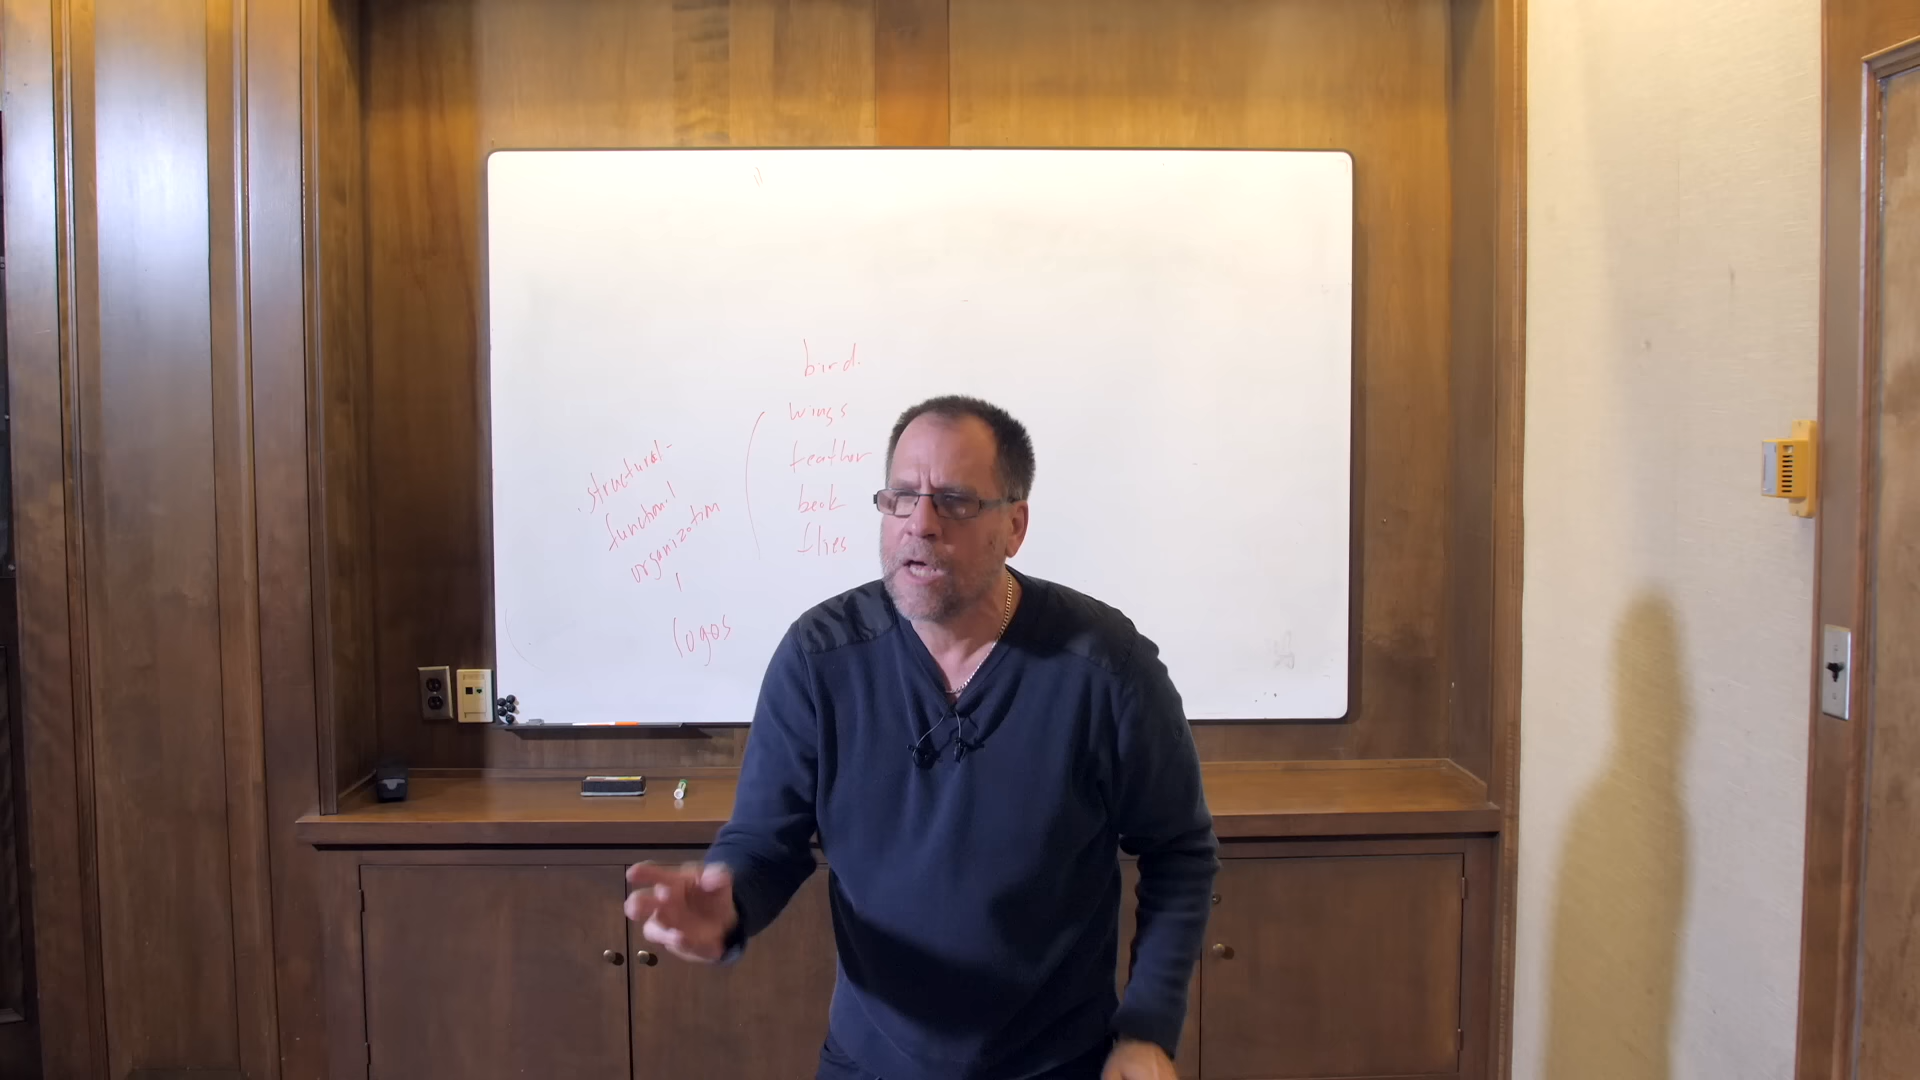 bird
wings
feather
beak
flies
structural-
functional
organization
logos